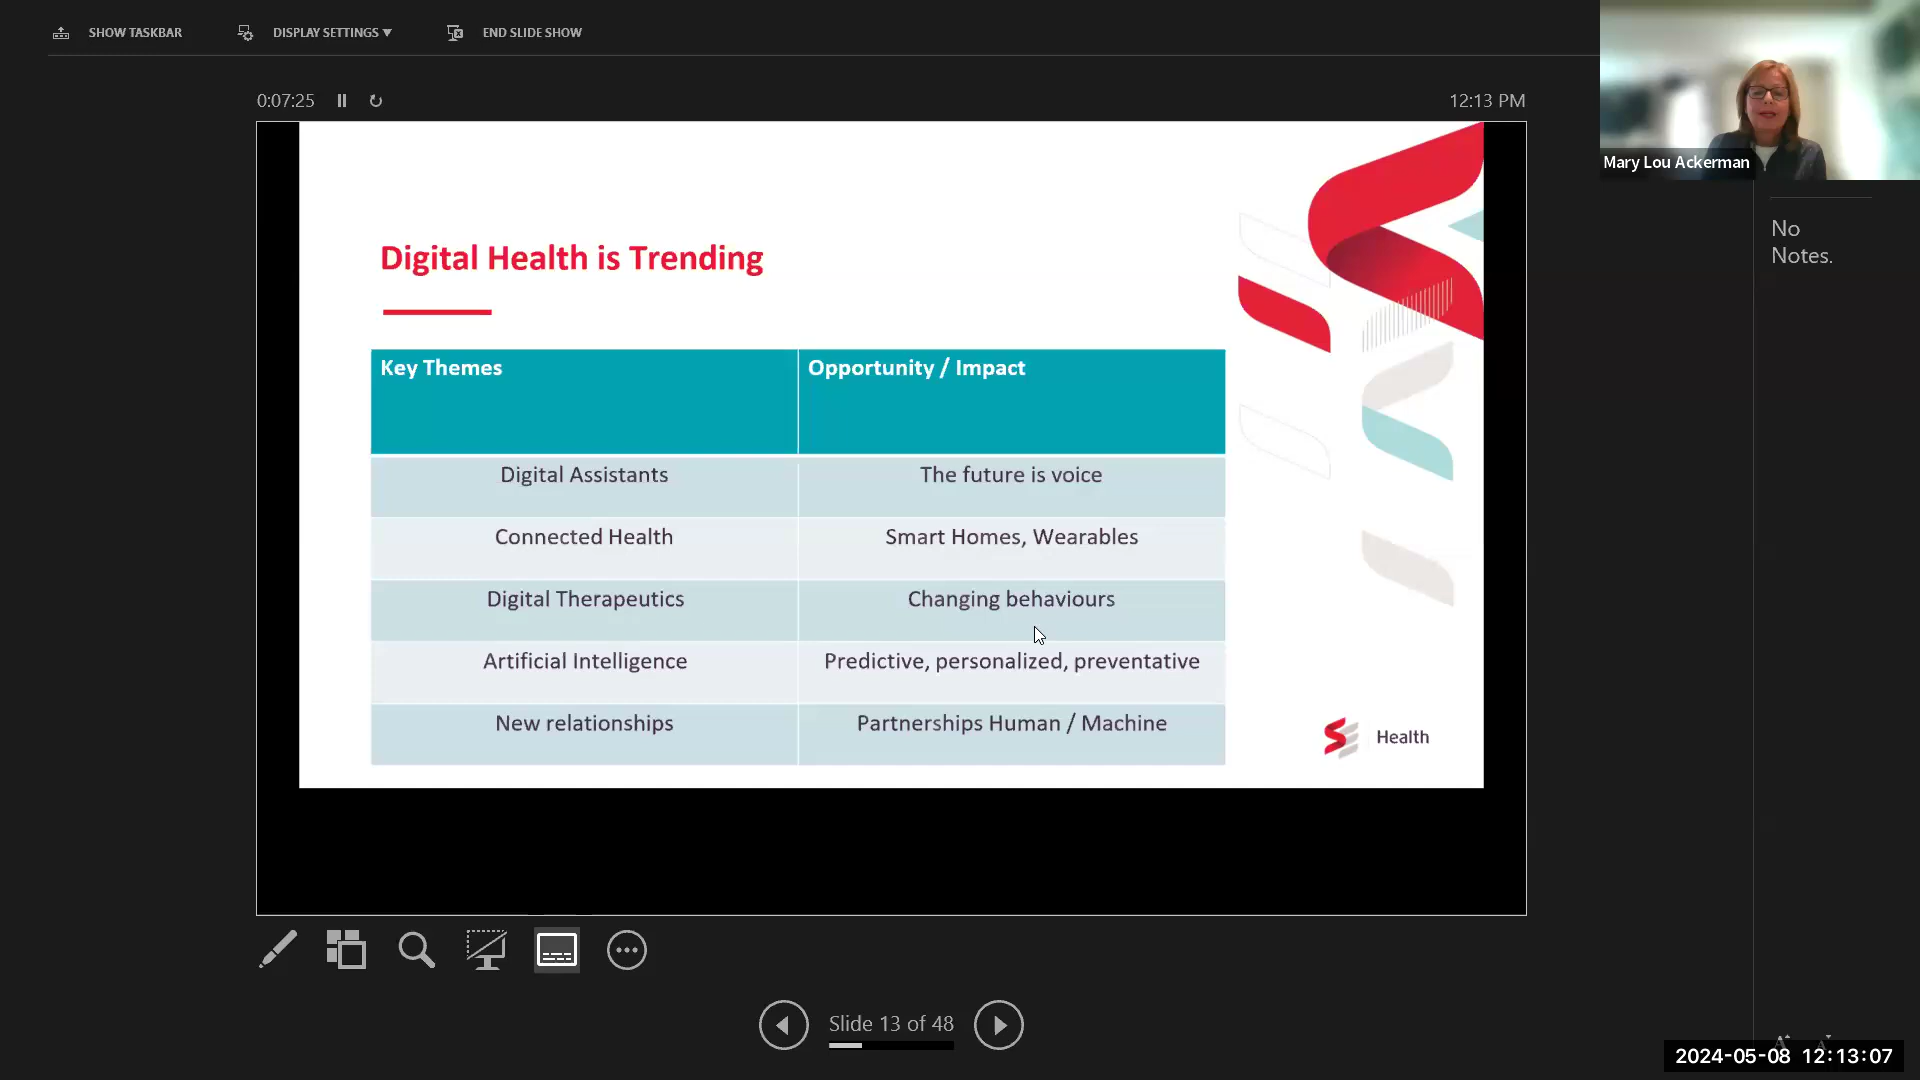 SHOW TASKBAR
DISPLAY SETTINGS ▼
END SLIDE SHOW
0:07:25
12:13 PM
Mary Lou Ackerman
No
Notes.
Digital Health is Trending
Key Themes
Opportunity / Impact
Digital Assistants
The future is voice
Connected Health
Smart Homes, Wearables
Digital Therapeutics
Changing behaviours
Artificial Intelligence
Predictive, personalized, preventative
New relationships
Partnerships Human / Machine
SE Health
Slide 13 of 48
A A
2024-05-08 12:13:07